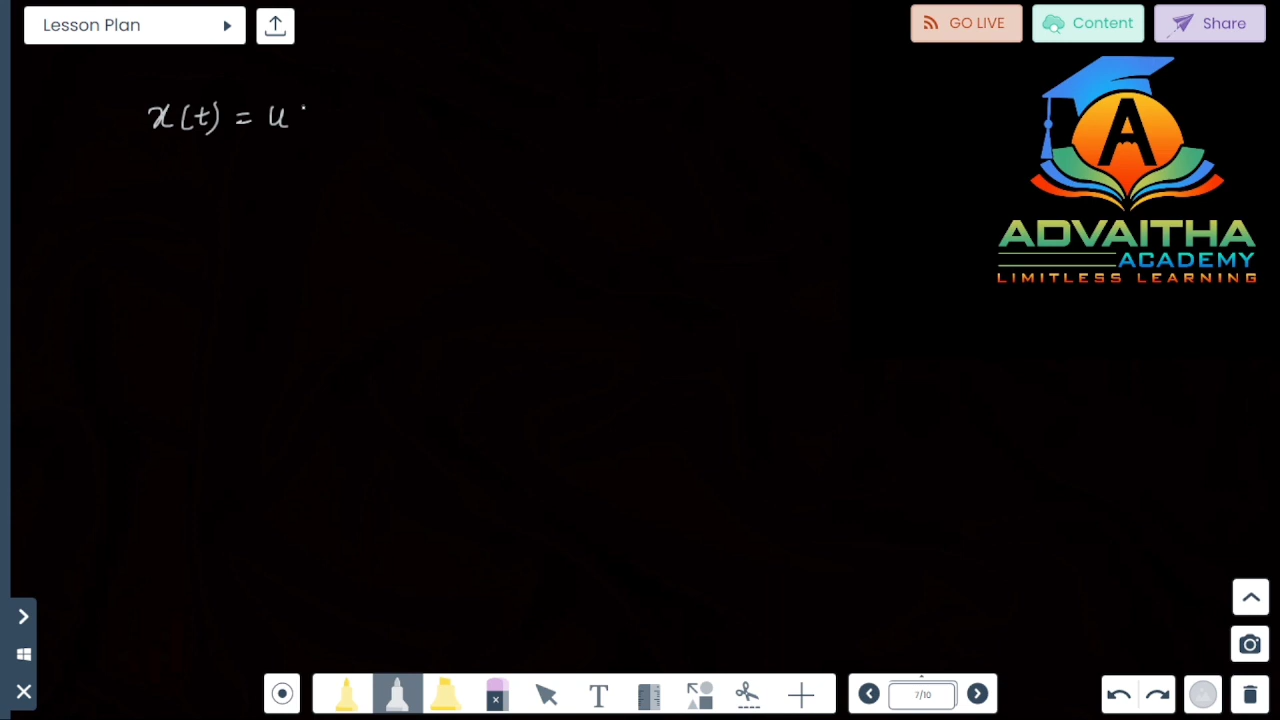 Lesson Plan
GO LIVE
Content
Share
x(t) = u
A
ADVAITHA
ACADEMY
LIMITLESS LEARNING
T
7/10